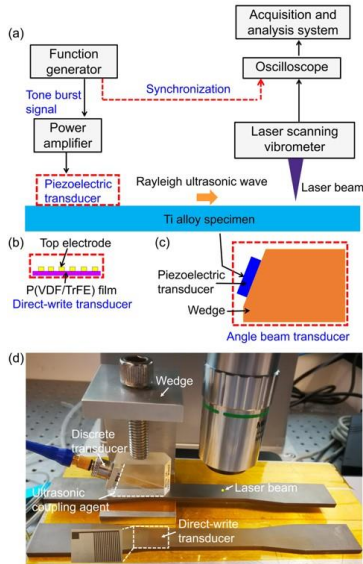 (a)
Acquisition and
analysis system
Function
generator
Synchronization
Oscilloscope
Tone burst
signal
Power
amplifier
Laser scanning
vibrometer
Piezoelectric
transducer
Rayleigh ultrasonic wave
Laser beam
Ti alloy specimen
(b)
Top electrode
P(VDF/TrFE) film
Direct-write transducer
(c)
Piezoelectric
transducer
Wedge
Angle beam transducer
(d)
Wedge
Discrete
transducer
Ultrasonic
coupling agent
Laser beam
Direct-write
transducer